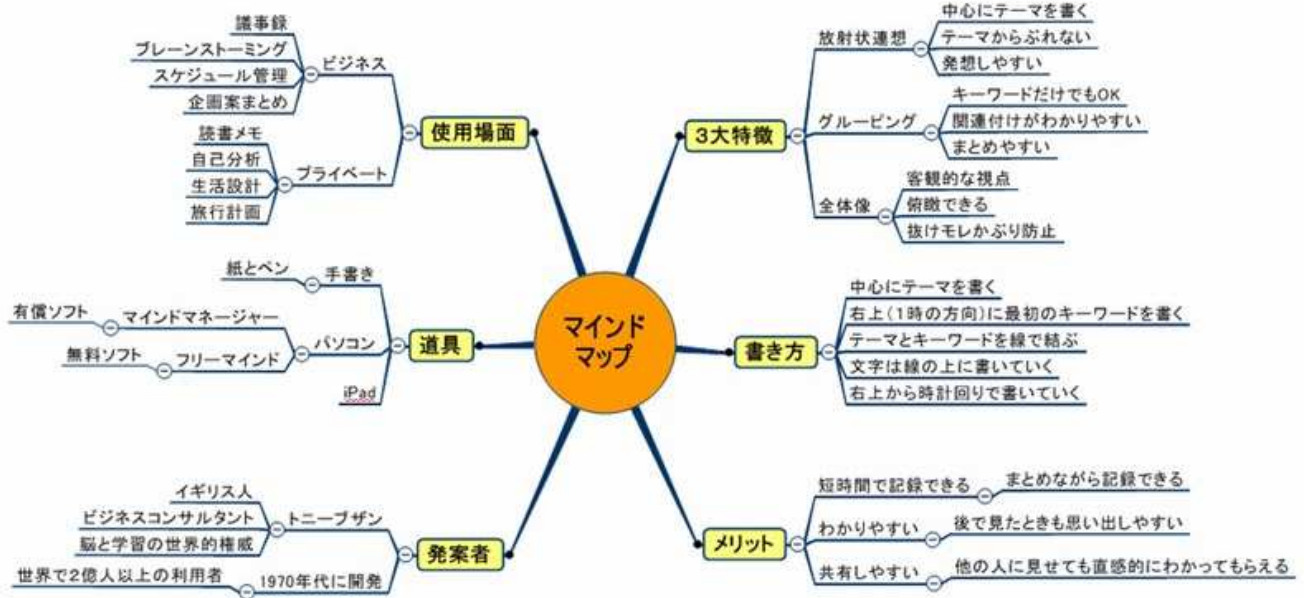 マインド
マップ
3大特徴
放射状連想
中心にテーマを書く
テーマからぶれない
発想しやすい
グルーピング
キーワードだけでもOK
関連付けがわかりやすい
まとめやすい
全体像
客観的な視点
俯瞰できる
抜けモレかぶり防止
書き方
中心にテーマを書く
右上(1時の方向)に最初のキーワードを書く
テーマとキーワードを線で結ぶ
文字は線の上に書いていく
右上から時計回りで書いていく
メリット
短時間で記録できる
まとめながら記録できる
わかりやすい
後で見たときも思い出しやすい
共有しやすい
他の人に見せても直感的にわかってもらえる
発案者
トニーブザン
イギリス人
ビジネスコンサルタント
脳と学習の世界的権威
1970年代に開発
世界で2億人以上の利用者
道具
手書き
紙とペン
パソコン
マインドマネージャー
有償ソフト
フリーマインド
無料ソフト
iPad
使用場面
ビジネス
議事録
ブレーンストーミング
スケジュール管理
企画案まとめ
プライベート
読書メモ
自己分析
生活設計
旅行計画